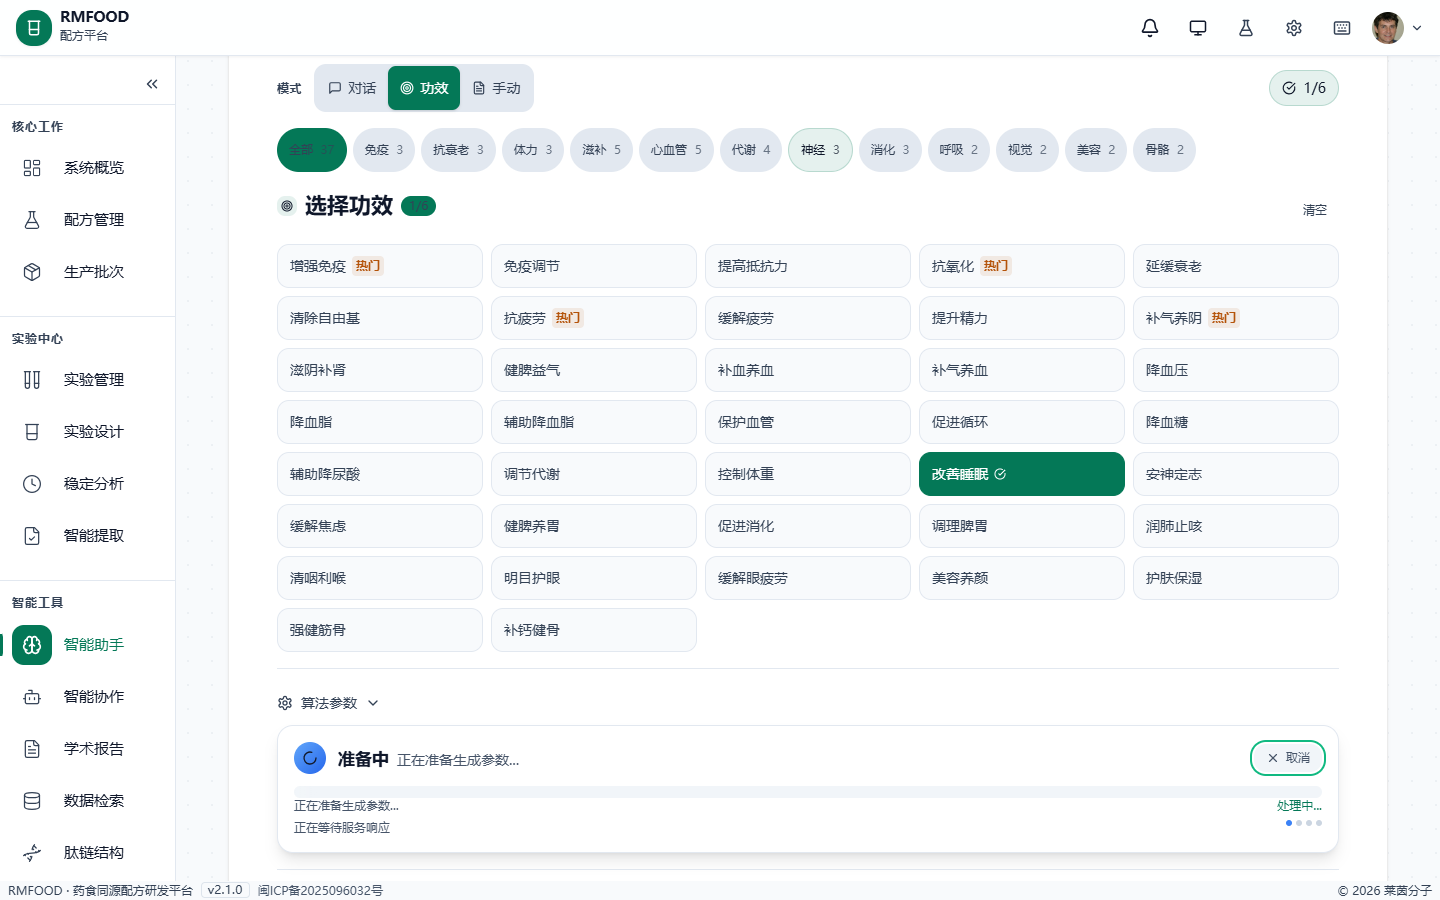 RMFOOD
配方平台
模式
对话
功效
手动
1/6
核心工作
系统概览
配方管理
生产批次
实验中心
实验管理
实验设计
稳定分析
智能提取
智能工具
智能助手
智能协作
学术报告
数据检索
肽链结构
全部 37
免疫 3
抗衰老 3
体力 3
滋补 5
心血管 5
代谢 4
神经 3
消化 3
呼吸 2
视觉 2
美容 2
骨骼 2
选择功效 1/6
清空
增强免疫 热门
免疫调节
提高抵抗力
抗氧化 热门
延缓衰老
清除自由基
抗疲劳 热门
缓解疲劳
提升精力
补气养阴 热门
滋阴补肾
健脾益气
补血养血
补气养血
降血压
降血脂
辅助降血脂
保护血管
促进循环
降血糖
辅助降尿酸
调节代谢
控制体重
改善睡眠
安神定志
缓解焦虑
健脾养胃
促进消化
调理脾胃
润肺止咳
清咽利喉
明目护眼
缓解眼疲劳
美容养颜
护肤保湿
强健筋骨
补钙健骨
算法参数
准备中 正在准备生成参数...
取消
正在准备生成参数...
处理中...
正在等待服务响应
RMFOOD · 药食同源配方研发平台 v2.1.0 闽ICP备2025096032号
© 2026 莱茵分子